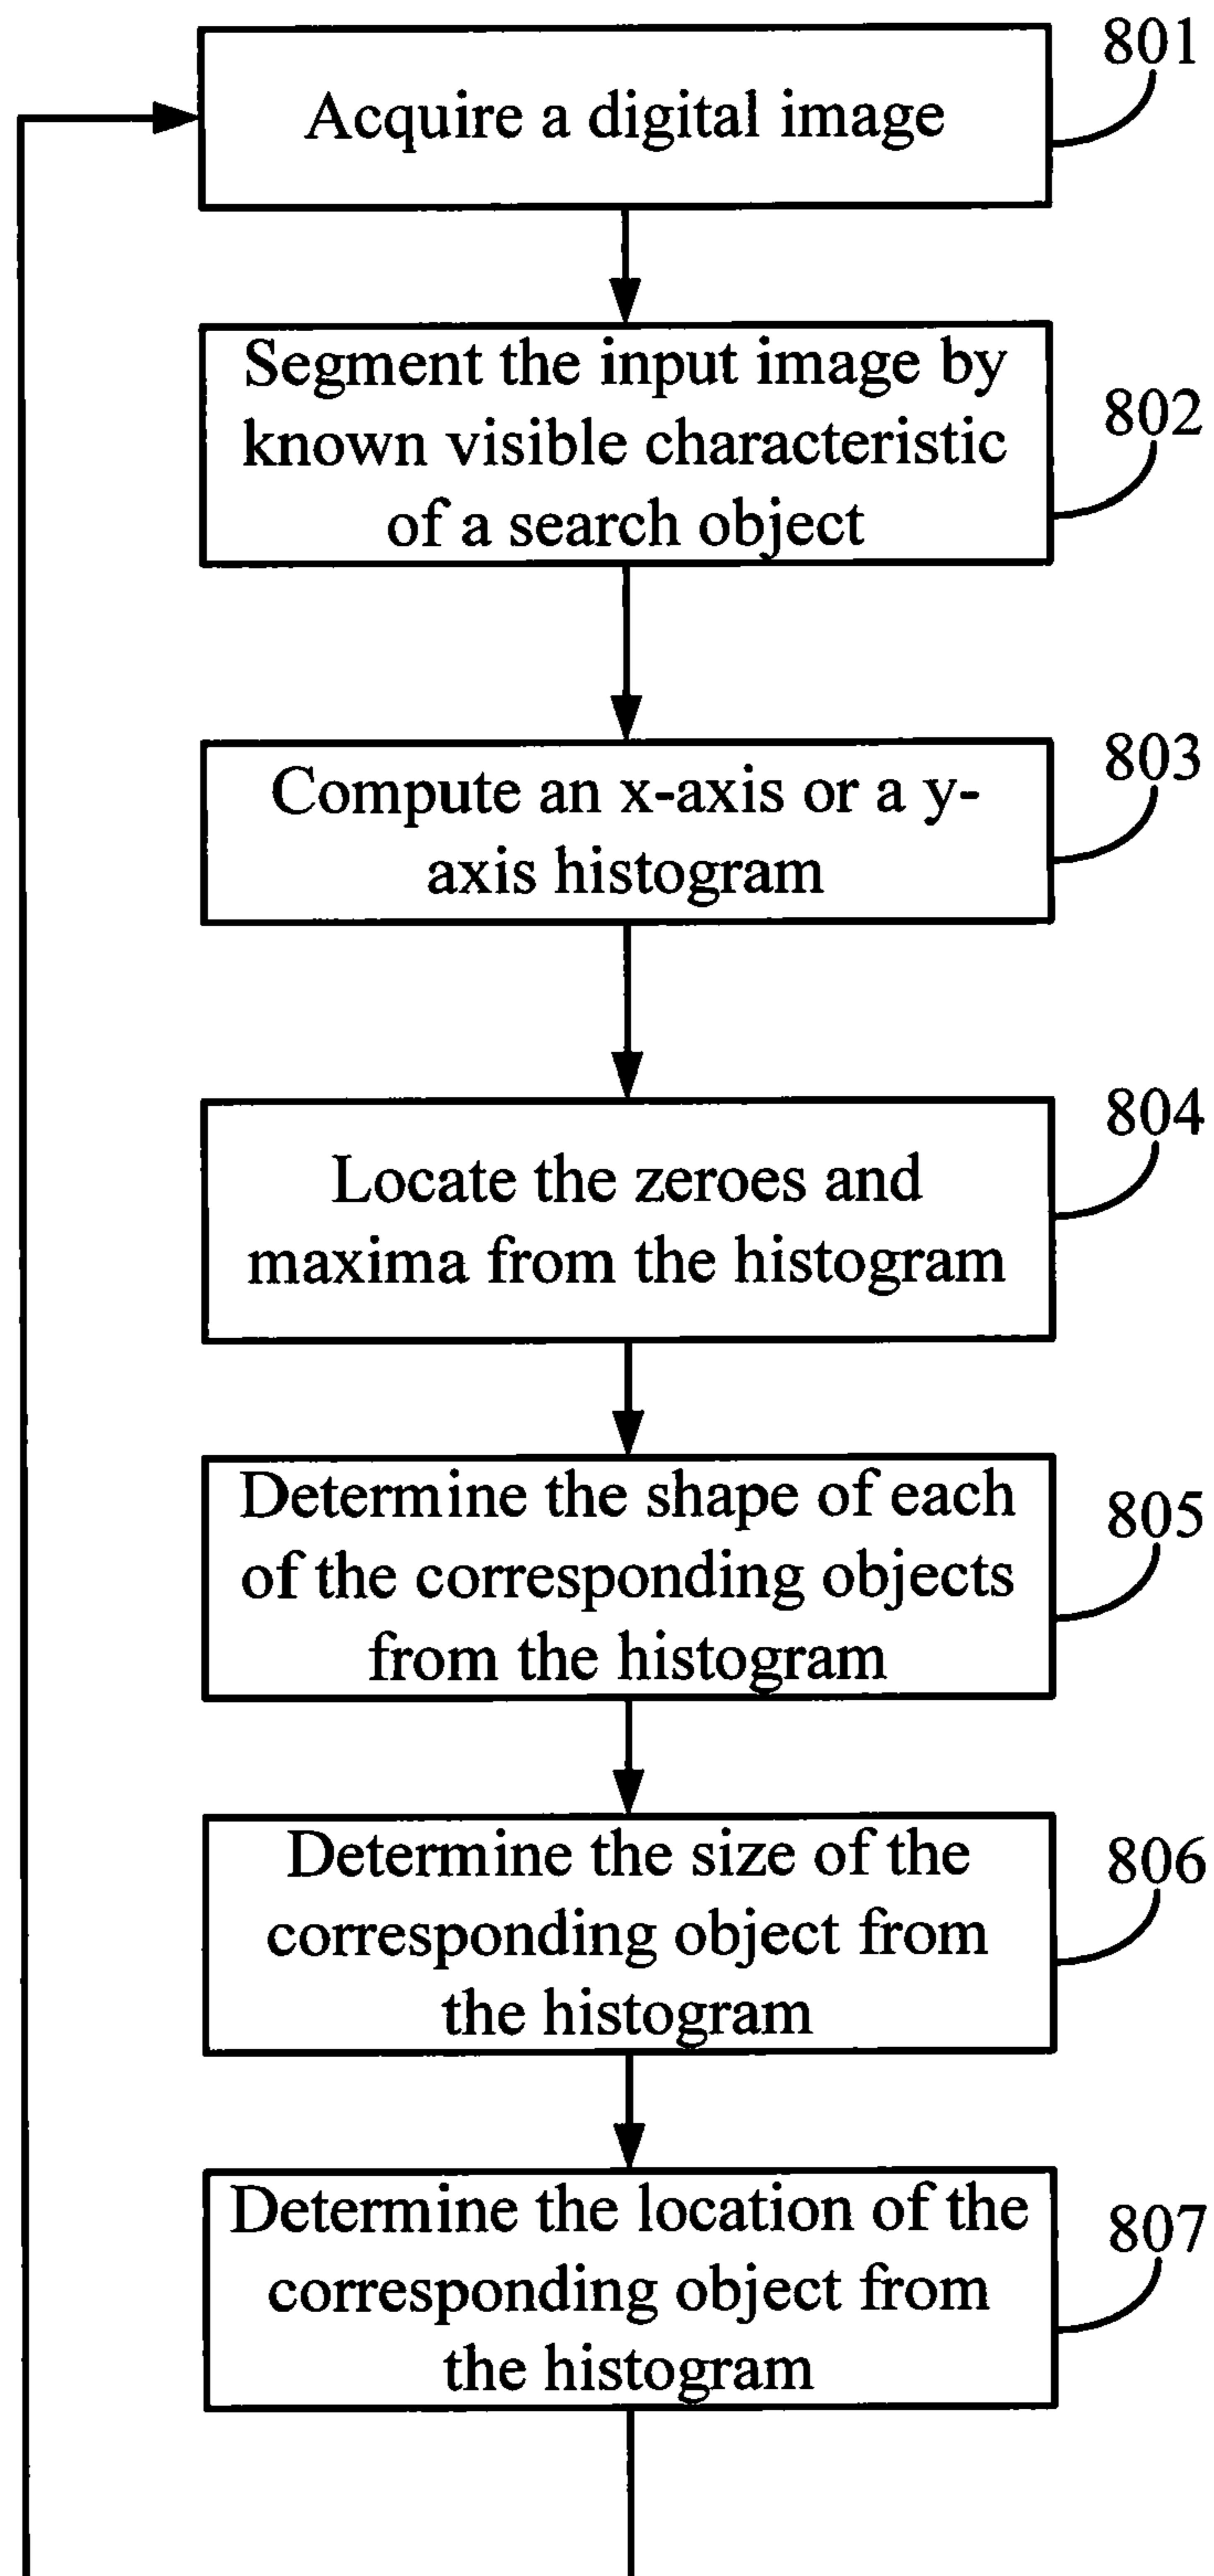 801
Acquire a digital image
Segment the input image by
known visible characteristic
of a search object
802
Compute an x-axis or a y-
axis histogram
803
Locate the zeroes and
maxima from the histogram
804
Determine the shape of each
of the corresponding objects
from the histogram
805
Determine the size of the
corresponding object from
the histogram
806
Determine the location of the
corresponding object from
the histogram
807